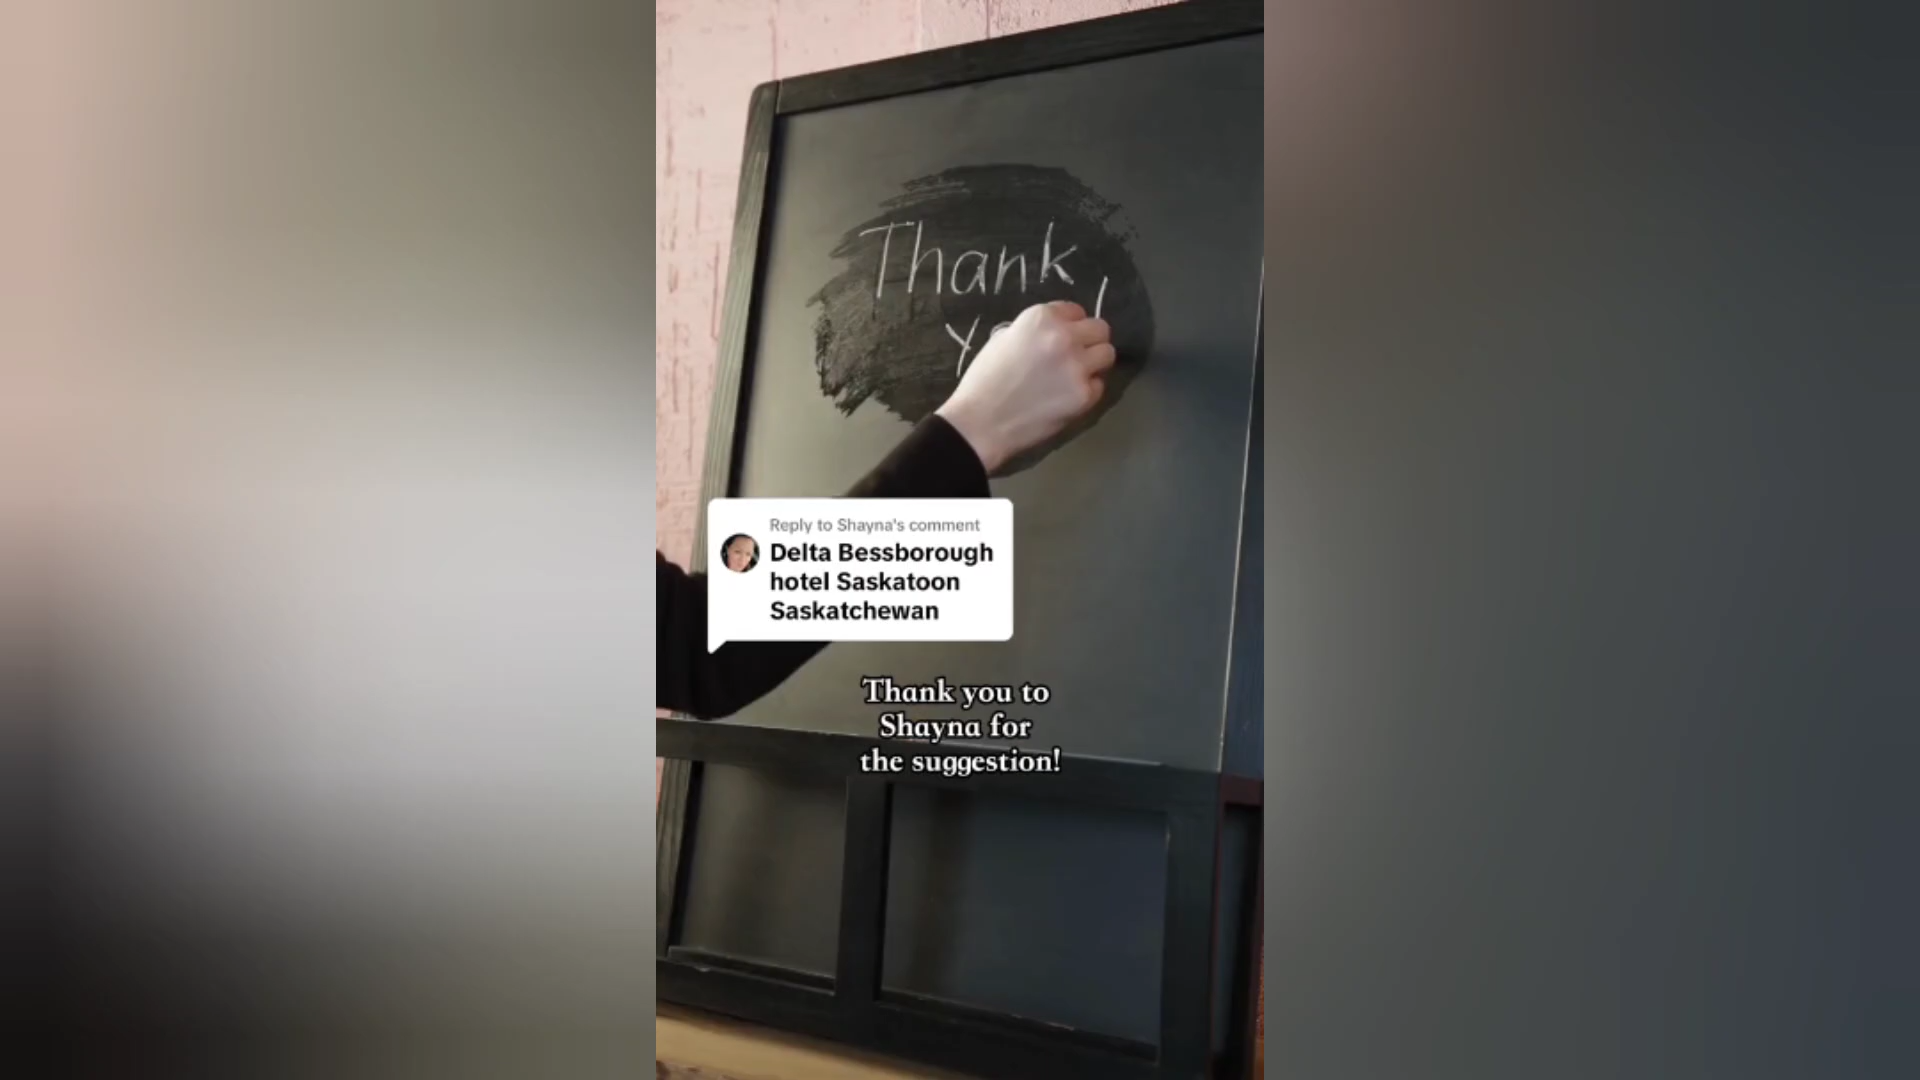 Thank
Reply to Shayna's comment
Delta Bessborough
hotel Saskatoon
Saskatchewan
Thank you to
Shayna for
the suggestion!